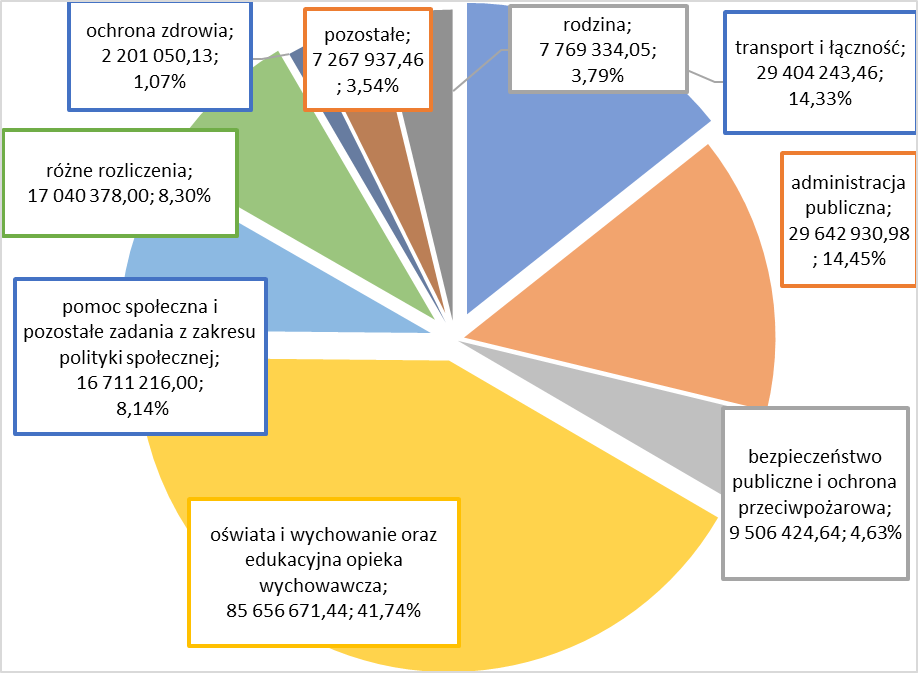 ochrona zdrowia;
2 201 050,13;
1,07%
pozostałe;
7 267 937,46
; 3,54%
rodzina;
7 769 334,05;
3,79%
transport i łączność;
29 404 243,46;
14,33%
administracja
publiczna;
29 642 930,98
; 14,45%
różne rozliczenia;
17 040 378,00; 8,30%
pomoc społeczna i
pozostałe zadania z zakresu
polityki społecznej;
16 711 216,00;
8,14%
bezpieczeństwo
publiczne i ochrona
przeciwpożarowa;
9 506 424,64; 4,63%
oświata i wychowanie oraz
edukacyjna opieka
wychowawcza;
85 656 671,44; 41,74%